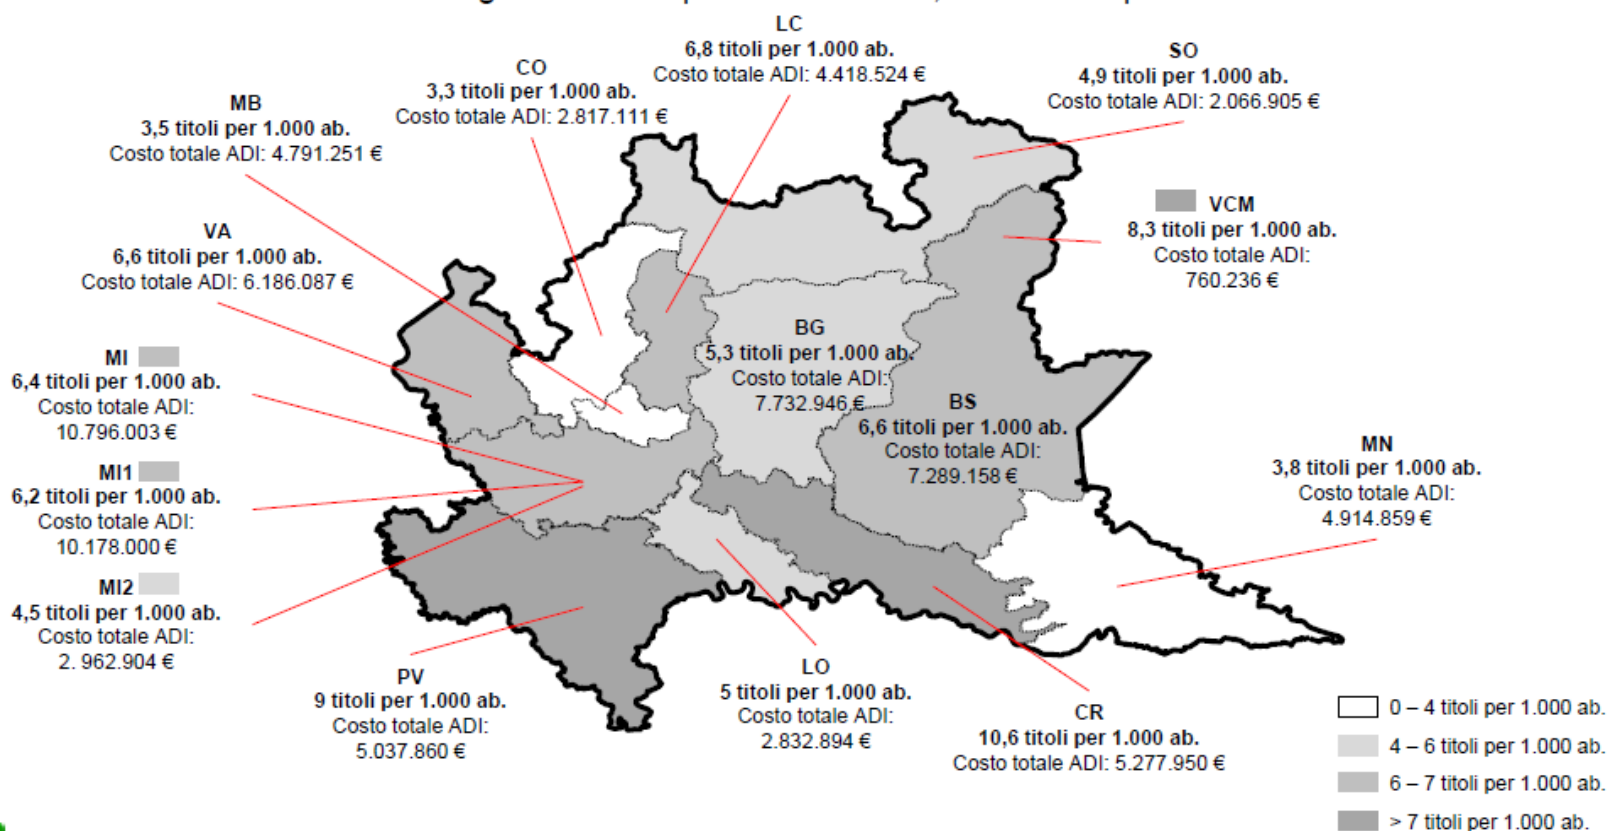 LC
6,8 titoli per 1.000 ab.
Costo totale ADI: 4.418.524 €
SO
4,9 titoli per 1.000 ab.
Costo totale ADI: 2.066.905 €
CO
3,3 titoli per 1.000 ab.
Costo totale ADI: 2.817.111 €
MB
3,5 titoli per 1.000 ab.
Costo totale ADI: 4.791.251 €
VCM
8,3 titoli per 1.000 ab.
Costo totale ADI:
760.236 €
VA
6,6 titoli per 1.000 ab.
Costo totale ADI: 6.186.087 €
BG
5,3 titoli per 1.000 ab.
Costo totale ADI:
7.732.946 €
MI
6,4 titoli per 1.000 ab.
Costo totale ADI:
10.796.003 €
BS
6,6 titoli per 1.000 ab.
Costo totale ADI:
7.289.158 €
MN
3,8 titoli per 1.000 ab.
Costo totale ADI:
4.914.859 €
MI1
6,2 titoli per 1.000 ab.
Costo totale ADI:
10.178.000 €
MI2
4,5 titoli per 1.000 ab.
Costo totale ADI:
2. 962.904 €
PV
9 titoli per 1.000 ab.
Costo totale ADI:
5.037.860 €
LO
5 titoli per 1.000 ab.
Costo totale ADI:
2.832.894 €
CR
10,6 titoli per 1.000 ab.
Costo totale ADI: 5.277.950 €
0 – 4 titoli per 1.000 ab.
4 – 6 titoli per 1.000 ab.
6 – 7 titoli per 1.000 ab.
> 7 titoli per 1.000 ab.